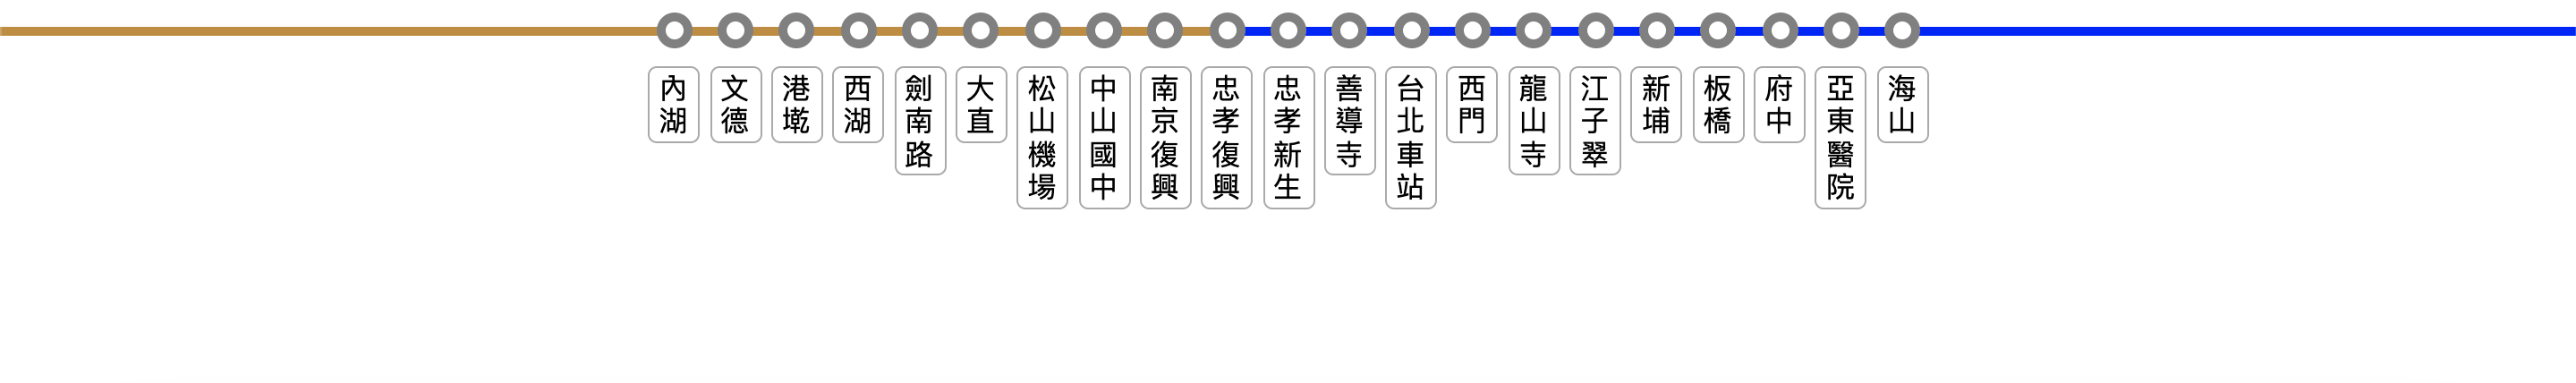 內湖
文德
港墘
西湖
劍南路
大直
松山機場
中山國中
南京復興
忠孝復興
忠孝新生
善導寺
台北車站
西門
龍山寺
江子翠
新埔
板橋
府中
亞東醫院
海山